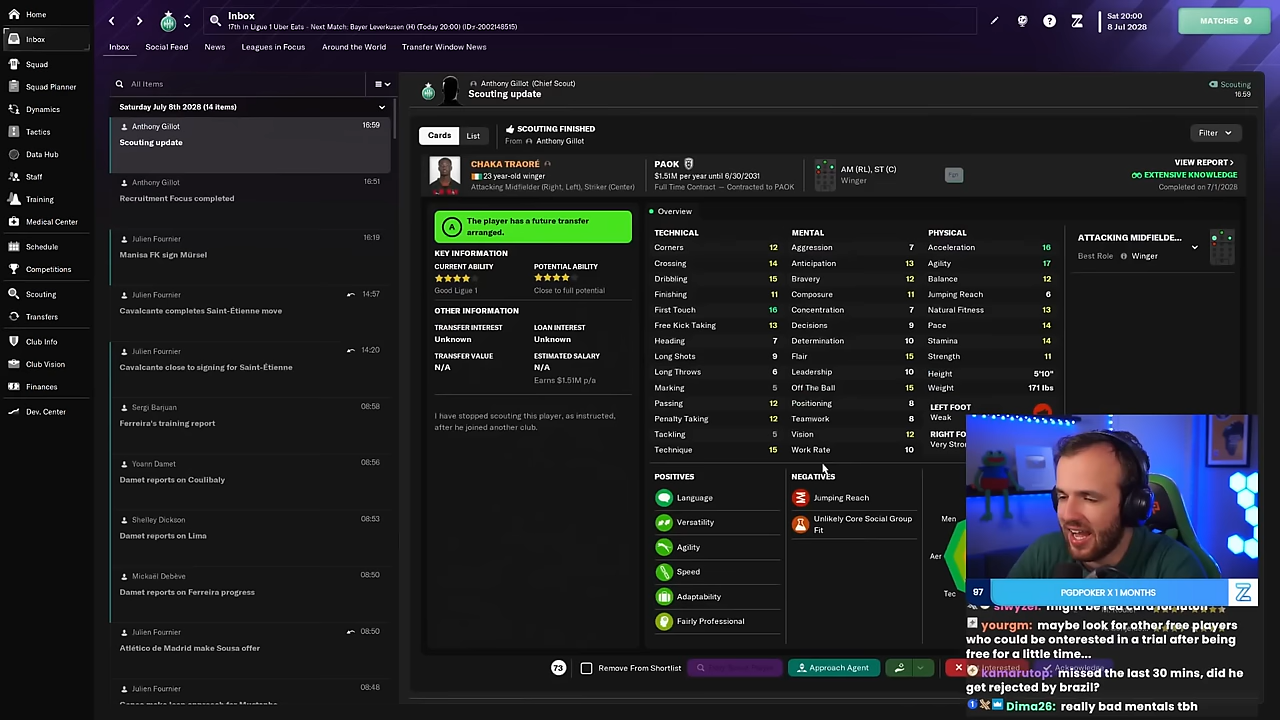 Home
Inbox
Squad
Squad Planner
Dynamics
Tactics
Data Hub
Staff
Training
Medical Center
Schedule
Competitions
Scouting
Transfers
Club Info
Club Vision
Finances
Dev. Center
Inbox
17th in Ligue 1 Uber Eats - Next Match: Bayer Leverkusen (H) (Today 20:00) (ID:r-2002148515)
Sat 20:00
8 Jul 2028
MATCHES
Inbox
Social Feed
News
Leagues in Focus
Around the World
Transfer Window News
All Items
Saturday July 8th 2028 (14 items)
Anthony Gillot 16:59
Scouting update
Anthony Gillot 16:51
Recruitment Focus completed
Julien Fournier 16:19
Manisa FK sign Mürsel
Julien Fournier 14:57
Cavalcante completes Saint-Étienne move
Julien Fournier 14:20
Cavalcante close to signing for Saint-Étienne
Sergi Barjuan 08:58
Ferreira's training report
Yoann Damet 08:56
Damet reports on Coulibaly
Shelley Dickson 08:53
Damet reports on Lima
Mickaël Debève 08:50
Damet reports on Ferreira progress
Julien Fournier 08:50
Atlético de Madrid make Sousa offer
Julien Fournier 08:48
Anthony Gillot (Chief Scout)
Scouting update
Scouting
16:59
Cards
List
SCOUTING FINISHED
From Anthony Gillot
Filter
CHAKA TRAORÉ
23 year-old winger
Attacking Midfielder (Right, Left), Striker (Center)
PAOK
$1.51M per year until 6/30/2031
Full Time Contract — Contracted to PAOK
AM (RL), ST (C)
Winger
VIEW REPORT >
EXTENSIVE KNOWLEDGE
Completed on 7/1/2028
A
The player has a future transfer
arranged.
KEY INFORMATION
CURRENT ABILITY
Good Ligue 1
POTENTIAL ABILITY
Close to full potential
OTHER INFORMATION
TRANSFER INTEREST
Unknown
LOAN INTEREST
Unknown
TRANSFER VALUE
N/A
ESTIMATED SALARY
N/A
Earns $1.51M p/a
I have stopped scouting this player, as instructed,
after he joined another club.
Overview
TECHNICAL
Corners 12
Crossing 14
Dribbling 15
Finishing 11
First Touch 16
Free Kick Taking 13
Heading 7
Long Shots 9
Long Throws 6
Marking 5
Passing 12
Penalty Taking 12
Tackling 5
Technique 15
MENTAL
Aggression 7
Anticipation 13
Bravery 12
Composure 11
Concentration 7
Decisions 9
Determination 10
Flair 15
Leadership 10
Off The Ball 15
Positioning 8
Teamwork 8
Vision 12
Work Rate 10
PHYSICAL
Acceleration 16
Agility 17
Balance 12
Jumping Reach 6
Natural Fitness 13
Pace 14
Stamina 14
Strength 11
Height 5'10"
Weight 171 lbs
LEFT FOOT
Weak
RIGHT FO
Very Stro
ATTACKING MIDFIELDE...
Best Role Winger
POSITIVES
Language
Versatility
Agility
Speed
Adaptability
Fairly Professional
NEGATIVES
Jumping Reach
Unlikely Core Social Group
Fit
Men
Aer
Tec
73
Remove From Shortlist
Approach Agent
Acknowledge
97
PGDPOKER X 1 MONTHS
yourgm: maybe look for other free players
who could be onterested in a trial after being
free for a little time...
kamarutop: missed the last 30 mins, did he
get rejected by brazil?
Dima26: really bad mentals tbh